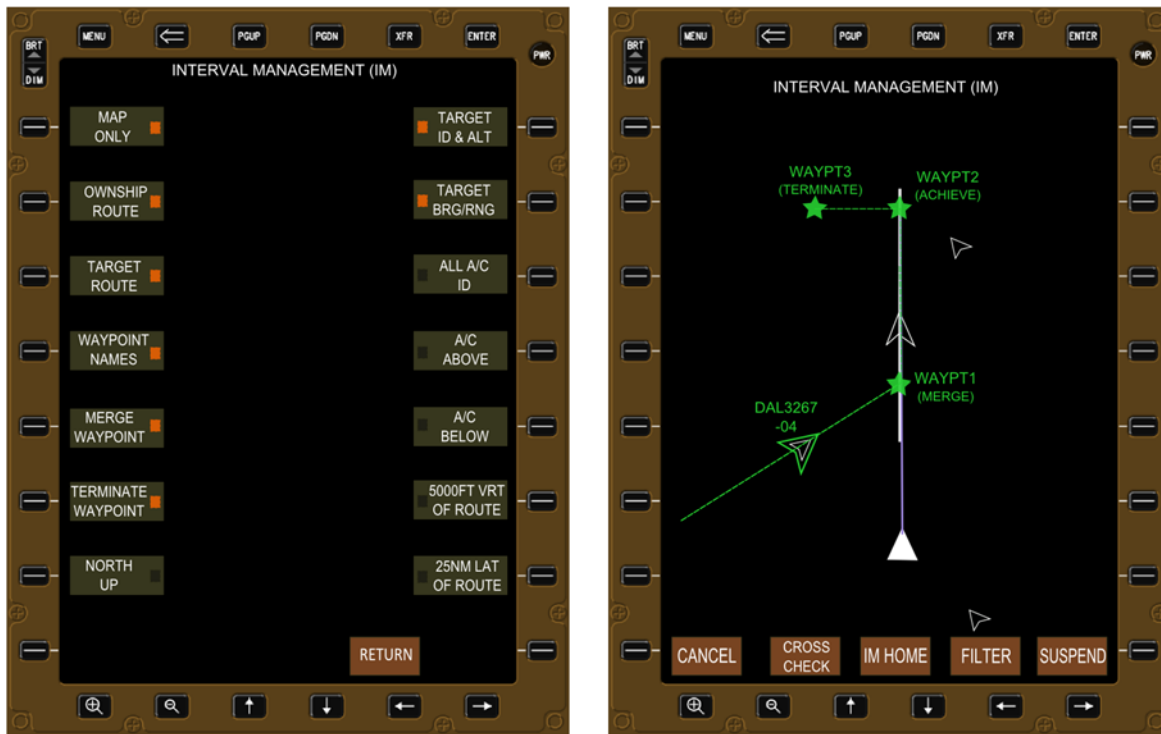 MENU
PGUP
PGDN
XFR
ENTER
BRT
DIM
PWR
INTERVAL MANAGEMENT (IM)
MAP
ONLY
OWNSHIP
ROUTE
TARGET
ROUTE
WAYPOINT
NAMES
MERGE
WAYPOINT
TERMINATE
WAYPOINT
NORTH
UP
TARGET
ID & ALT
TARGET
BRG/RNG
ALL A/C
ID
A/C
ABOVE
A/C
BELOW
5000FT VRT
OF ROUTE
25NM LAT
OF ROUTE
RETURN
MENU
PGUP
PGDN
XFR
ENTER
BRT
DIM
PWR
INTERVAL MANAGEMENT (IM)
WAYPT3
(TERMINATE)
WAYPT2
(ACHIEVE)
WAYPT1
(MERGE)
DAL3267
-04
CANCEL
CROSS
CHECK
IM HOME
FILTER
SUSPEND